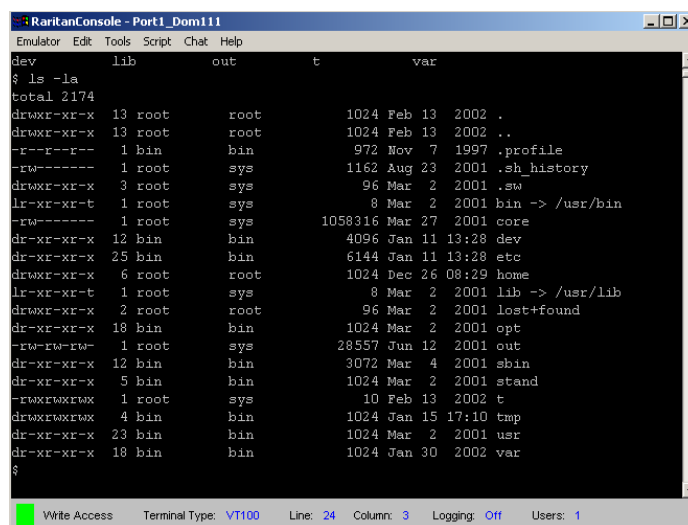 RaritanConsole - Port1_Dom111
Emulator Edit Tools Script Chat Help
dev lib out t var
$ ls -la
total 2174
drwxr-xr-x 13 root root 1024 Feb 13 2002 .
drwxr-xr-x 13 root root 1024 Feb 13 2002 ..
-r--r--r-- 1 bin bin 972 Nov 7 1997 .profile
-rw------- 1 root sys 1162 Aug 23 2001 .sh_history
drwxr-xr-x 3 root sys 96 Mar 2 2001 .sw
lr-xr-xr-t 1 root sys 8 Mar 2 2001 bin -> /usr/bin
-rw------- 1 root sys 1058316 Mar 27 2001 core
dr-xr-xr-x 12 bin bin 4096 Jan 11 13:28 dev
dr-xr-xr-x 25 bin bin 6144 Jan 11 13:28 etc
drwxr-xr-x 6 root root 1024 Dec 26 08:29 home
lr-xr-xr-t 1 root sys 8 Mar 2 2001 lib -> /usr/lib
drwxr-xr-x 2 root root 96 Mar 2 2001 lost+found
dr-xr-xr-x 18 bin bin 1024 Mar 2 2001 opt
-rw-rw-rw- 1 root sys 28557 Jun 12 2001 out
dr-xr-xr-x 12 bin bin 3072 Mar 4 2001 sbin
dr-xr-xr-x 5 bin bin 1024 Mar 2 2001 stand
-rwxrwxrwx 1 root sys 10 Feb 13 2002 t
drwxrwxrwx 4 bin bin 1024 Jan 15 17:10 tmp
dr-xr-xr-x 23 bin bin 1024 Mar 2 2001 usr
dr-xr-xr-x 18 bin bin 1024 Jan 30 2002 var
$
Write Access Terminal Type: VT100 Line: 24 Column: 3 Logging: Off Users: 1